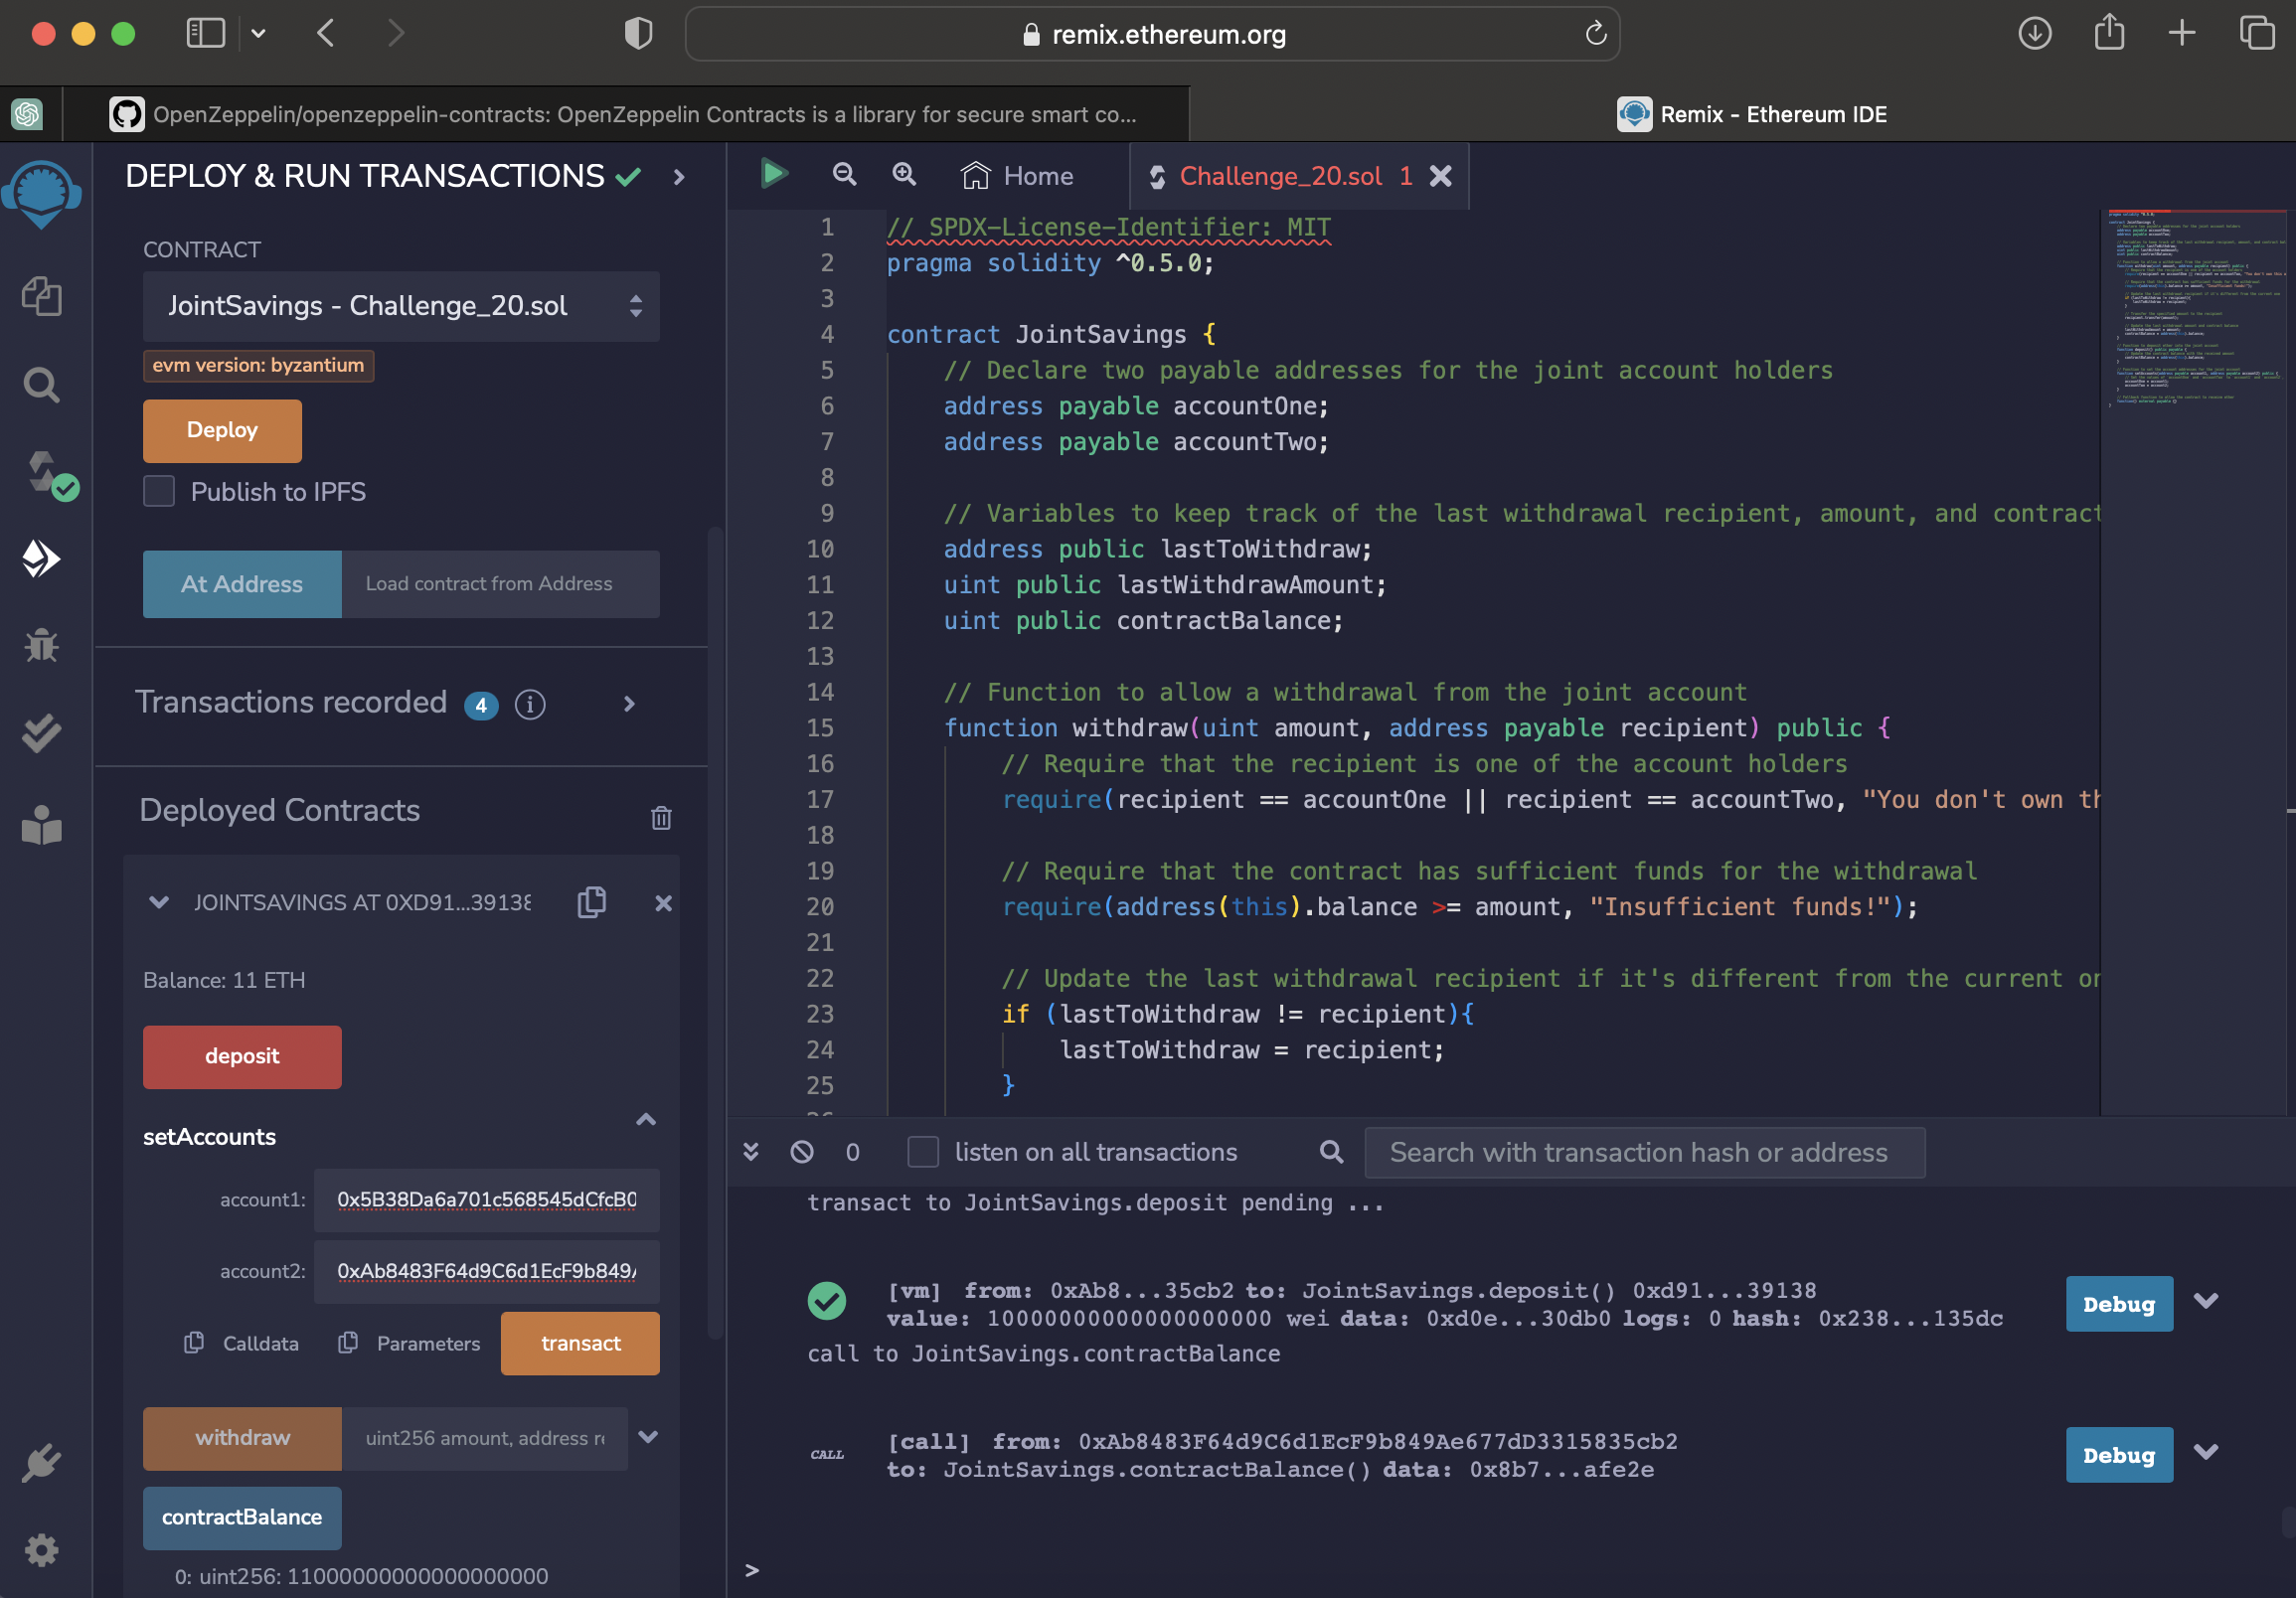 remix.ethereum.org
OpenZeppelin/openzeppelin-contracts: OpenZeppelin Contracts is a library for secure smart co...
Remix - Ethereum IDE
DEPLOY & RUN TRANSACTIONS
CONTRACT
JointSavings - Challenge_20.sol
evm version: byzantium
Deploy
Publish to IPFS
At Address
Load contract from Address
Transactions recorded 4 i
Deployed Contracts
JOINTSAVINGS AT 0XD91...39138
Balance: 11 ETH
deposit
setAccounts
account1: 0x5B38Da6a701c568545dCfcB0
account2: 0xAb8483F64d9C6d1EcF9b849
Calldata
Parameters
transact
withdraw
uint256 amount, address re
contractBalance
0: uint256: 11000000000000000000
Home
Challenge_20.sol 1
1 // SPDX-License-Identifier: MIT
2 pragma solidity ^0.5.0;
3
4 contract JointSavings {
5 // Declare two payable addresses for the joint account holders
6 address payable accountOne;
7 address payable accountTwo;
8
9 // Variables to keep track of the last withdrawal recipient, amount, and contract
10 address public lastToWithdraw;
11 uint public lastWithdrawAmount;
12 uint public contractBalance;
13
14 // Function to allow a withdrawal from the joint account
15 function withdraw(uint amount, address payable recipient) public {
16 // Require that the recipient is one of the account holders
17 require(recipient == accountOne || recipient == accountTwo, "You don't own th
18
19 // Require that the contract has sufficient funds for the withdrawal
20 require(address(this).balance >= amount, "Insufficient funds!");
21
22 // Update the last withdrawal recipient if it's different from the current on
23 if (lastToWithdraw != recipient){
24 lastToWithdraw = recipient;
25 }
0
listen on all transactions
Search with transaction hash or address
transact to JointSavings.deposit pending ...
[vm] from: 0xAb8...35cb2 to: JointSavings.deposit() 0xd91...39138
value: 10000000000000000000 wei data: 0xd0e...30db0 logs: 0 hash: 0x238...135dc
Debug
call to JointSavings.contractBalance
CALL
[call] from: 0xAb8483F64d9C6d1EcF9b849Ae677dD3315835cb2
to: JointSavings.contractBalance() data: 0x8b7...afe2e
Debug
>